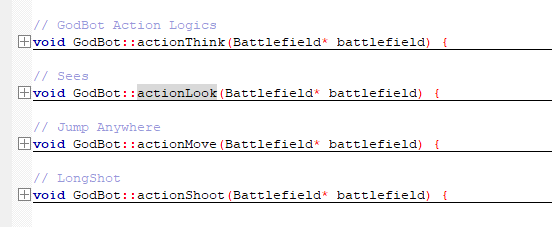 // GodBot Action Logics
void GodBot::actionThink(Battlefield* battlefield) {
// Sees
void GodBot::actionLook(Battlefield* battlefield) {
// Jump Anywhere
void GodBot::actionMove(Battlefield* battlefield) {
// LongShot
void GodBot::actionShoot(Battlefield* battlefield) {